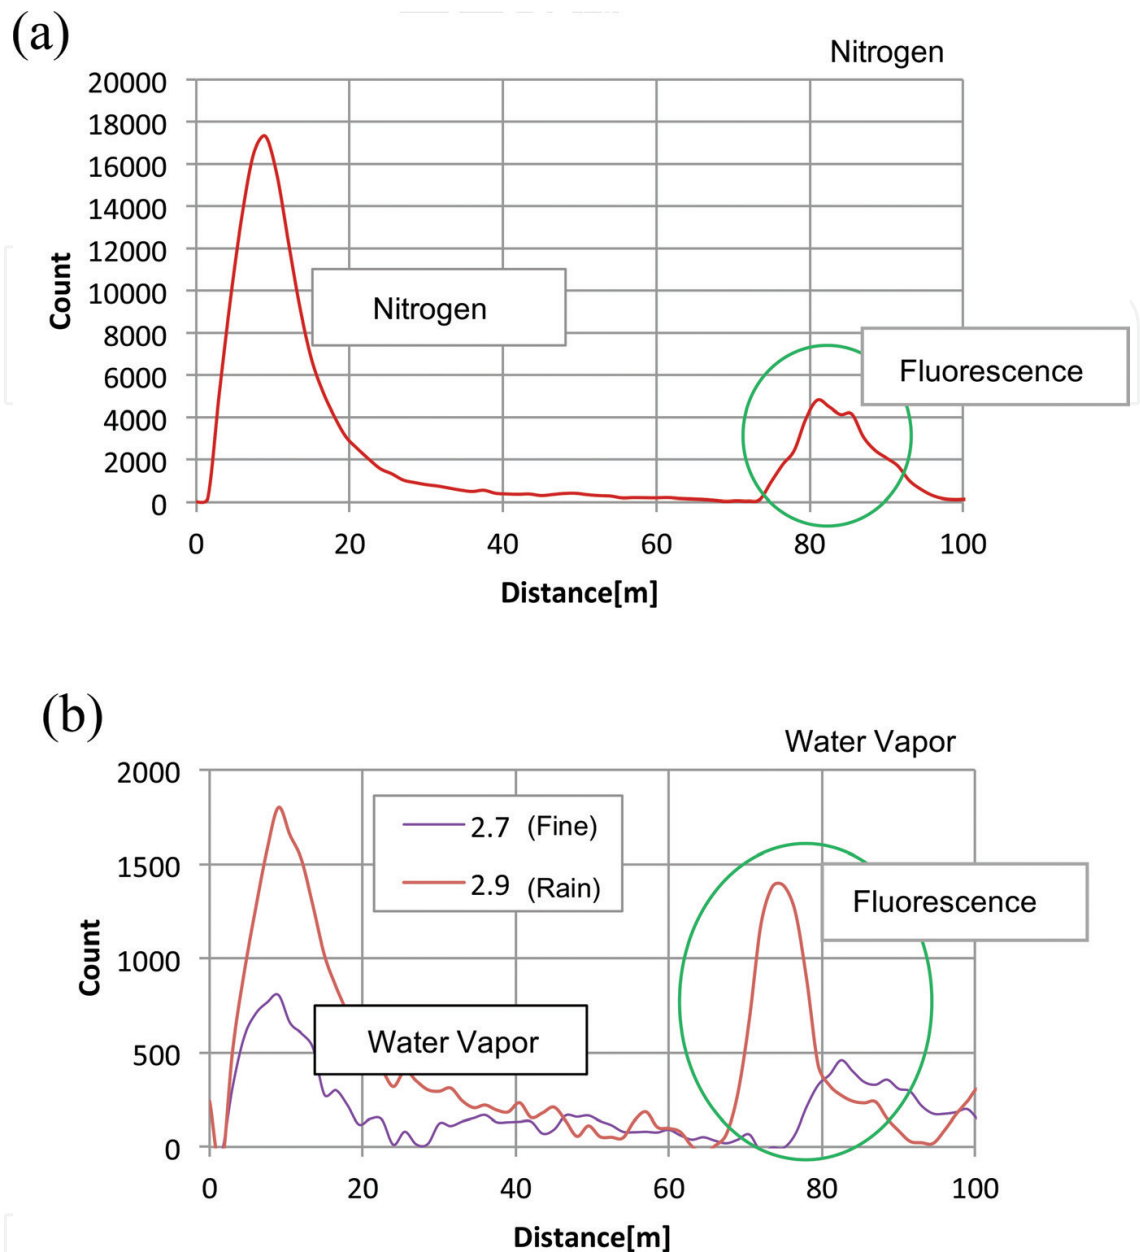 (a)
Nitrogen
20000
18000
16000
14000
12000
10000
8000
6000
4000
2000
0
Count
Nitrogen
Fluorescence
0 20 40 60 80 100
Distance[m]
(b)
Water Vapor
2000
1500
1000
500
0
Count
2.7 (Fine)
2.9 (Rain)
Fluorescence
Water Vapor
0 20 40 60 80 100
Distance[m]